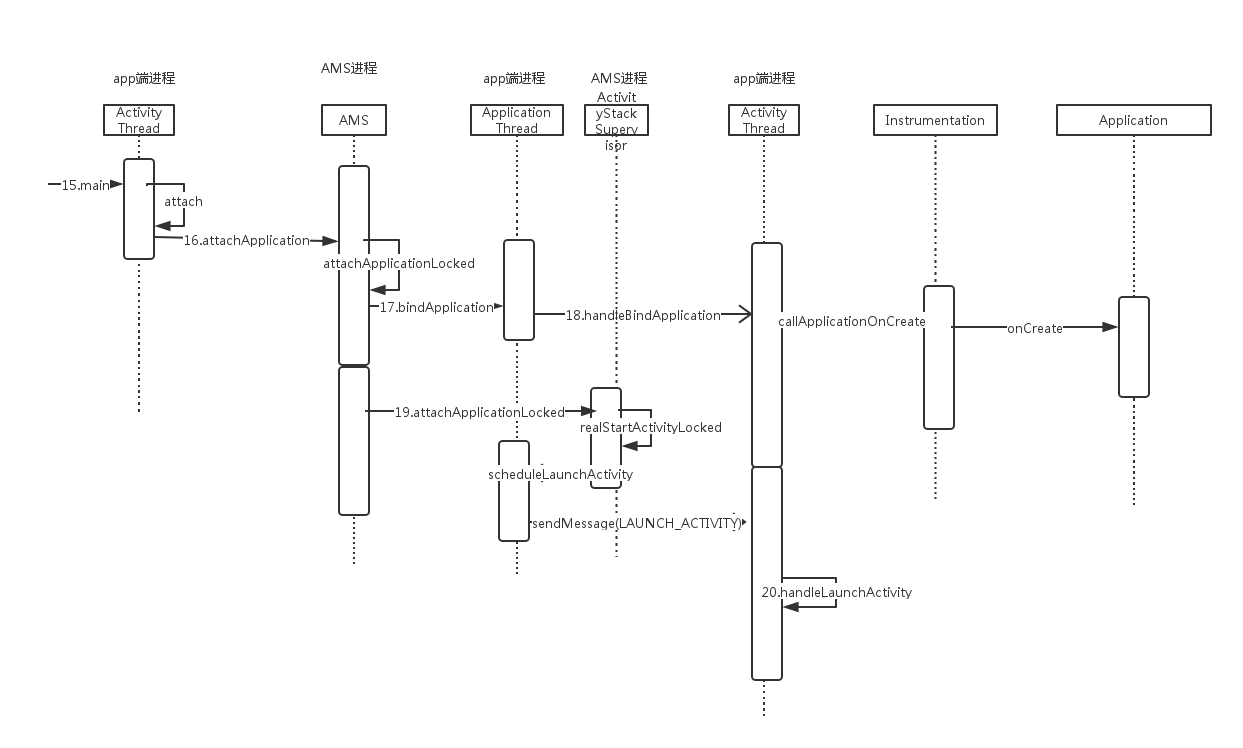 AMS进程
app端进程
app端进程
AMS进程
app端进程
Activity
Thread
AMS
Application
Thread
Activit
yStack
Superv
isor
Activity
Thread
Instrumentation
Application
15.main
attach
16.attachApplication
attachApplicationLocked
17.bindApplication
18.handleBindApplication
callApplicationOnCreate
onCreate
19.attachApplicationLocked
realStartActivityLocked
scheduleLaunchActivity
sendMessage(LAUNCH_ACTIVITY)
20.handleLaunchActivity